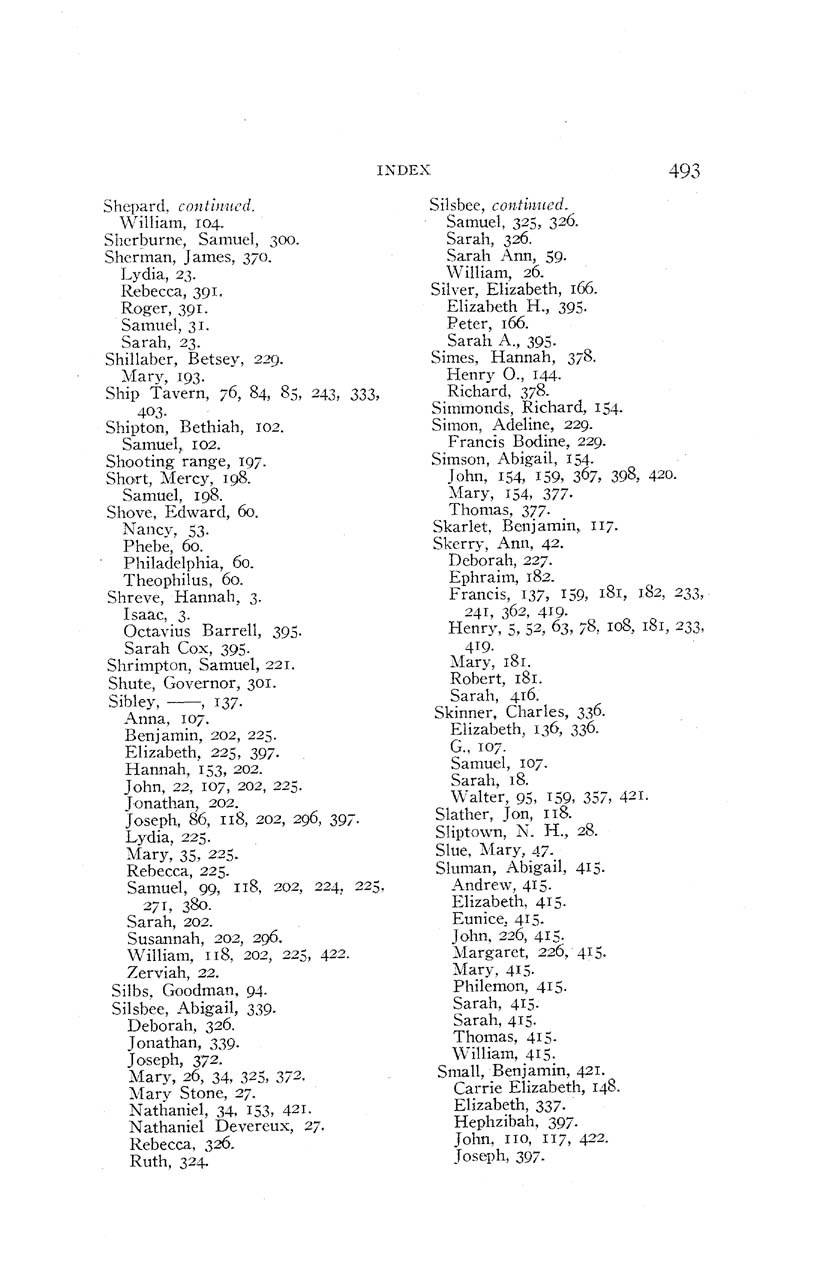 INDEX 493
Shepard, continued.
William, 104.
Sherburne, Samuel, 300.
Sherman, James, 370.
Lydia, 23.
Rebecca, 391.
Roger, 391.
Samuel, 31.
Sarah, 23.
Shillaber, Betsey, 229.
Mary, 193.
Ship Tavern, 76, 84, 85, 243, 333,
403.
Shipton, Bethiah, 102.
Samuel, 102.
Shooting range, 197.
Short, Mercy, 198.
Samuel, 198.
Shove, Edward, 60.
Nancy, 53.
Phebe, 60.
Philadelphia, 60.
Theophilus, 60.
Shreve, Hannah, 3.
Isaac, 3.
Octavius Barrell, 395.
Sarah Cox, 395.
Shrimpton, Samuel, 221.
Shute, Governor, 301.
Sibley, ——, 137.
Anna, 107.
Benjamin, 202, 225.
Elizabeth, 225, 397.
Hannah, 153, 202.
John, 22, 107, 202, 225.
Jonathan, 202.
Joseph, 86, 118, 202, 296, 397.
Lydia, 225.
Mary, 35, 225.
Rebecca, 225.
Samuel, 99, 118, 202, 224, 225,
271, 380.
Sarah, 202.
Susannah, 202, 296.
William, 118, 202, 225, 422.
Zerviah, 22.
Silbs, Goodman, 94.
Silsbee, Abigail, 339.
Deborah, 326.
Jonathan, 339.
Joseph, 372.
Mary, 26, 34, 325, 372.
Mary Stone, 27.
Nathaniel, 34, 153, 421.
Nathaniel Devereux, 27.
Rebecca, 326.
Ruth, 324.
Silsbee, continued.
Samuel, 325, 326.
Sarah, 326.
Sarah Ann, 59.
William, 26.
Silver, Elizabeth, 166.
Elizabeth H., 395.
Peter, 166.
Sarah A., 395.
Simes, Hannah, 378.
Henry O., 144.
Richard, 378.
Simmonds, Richard, 154.
Simon, Adeline, 229.
Francis Bodine, 229.
Simson, Abigail, 154.
John, 154, 159, 367, 398, 420.
Mary, 154, 377.
Thomas, 377.
Skarlet, Benjamin, 117.
Skerry, Ann, 42.
Deborah, 227.
Ephraim, 182.
Francis, 137, 159, 181, 182, 233,
241, 362, 419.
Henry, 5, 52, 63, 78, 108, 181, 233,
419.
Mary, 181.
Robert, 181.
Sarah, 416.
Skinner, Charles, 336.
Elizabeth, 136, 336.
G., 107.
Samuel, 107.
Sarah, 18.
Walter, 95, 159, 357, 421.
Slather, Jon, 118.
Sliptown, N. H., 28.
Slue, Mary, 47.
Sluman, Abigail, 415.
Andrew, 415.
Elizabeth, 415.
Eunice, 415.
John, 226, 415.
Margaret, 226, 415.
Mary, 415.
Philemon, 415.
Sarah, 415.
Sarah, 415.
Thomas, 415.
William, 415.
Small, Benjamin, 421.
Carrie Elizabeth, 148.
Elizabeth, 337.
Hephzibah, 397.
John, 110, 117, 422.
Joseph, 397.